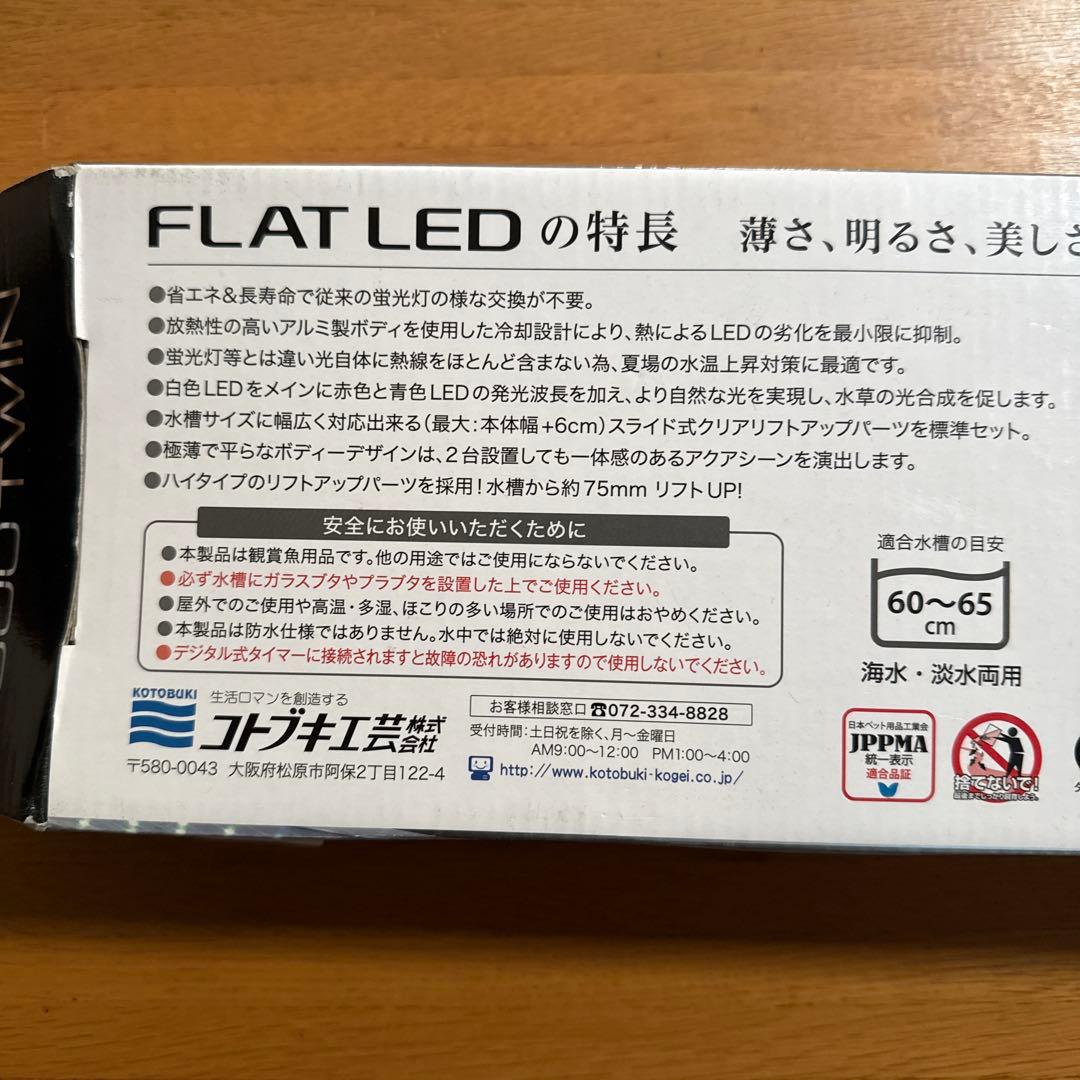 FLAT LED の特長 薄さ、明るさ、美しさ
●省エネ&長寿命で従来の蛍光灯の様な交換が不要。
●放熱性の高いアルミ製ボディを使用した冷却設計により、熱によるLEDの劣化を最小限に抑制。
●蛍光灯等とは違い光自体に熱線をほとんど含まない為、夏場の水温上昇対策に最適です。
●白色LEDをメインに赤色と青色LEDの発光波長を加え、より自然な光を実現し、水草の光合成を促します。
●水槽サイズに幅広く対応出来る(最大:本体幅+6cm)スライド式クリアリフトアップパーツを標準セット。
●極薄で平らなボディーデザインは、2台設置しても一体感のあるアクアシーンを演出します。
●ハイタイプのリフトアップパーツを採用!水槽から約75mm リフトUP!
安全にお使いいただくために
●本製品は観賞魚用品です。他の用途ではご使用にならないでください。
●必ず水槽にガラスブタやプラブタを設置した上でご使用ください。
●屋外でのご使用や高温・多湿、ほこりの多い場所でのご使用はおやめください。
●本製品は防水仕様ではありません。水中では絶対に使用しないでください。
●デジタル式タイマーに接続されますと故障の恐れがありますので使用しないでください。
適合水槽の目安
60〜65
cm
海水・淡水両用
KOTOBUKI
生活ロマンを創造する
コトブキ工芸株式会社
〒580-0043 大阪府松原市阿保2丁目122-4
お客様相談窓口☎072-334-8828
受付時間:土日祝を除く、月〜金曜日
AM9:00〜12:00 PM1:00〜4:00
http://www.kotobuki-kogei.co.jp/
日本ペット用品工業会
JPPMA
統一表示
適合品証
捨てないで!
最後までしっかり飼育しよう。
TWIN